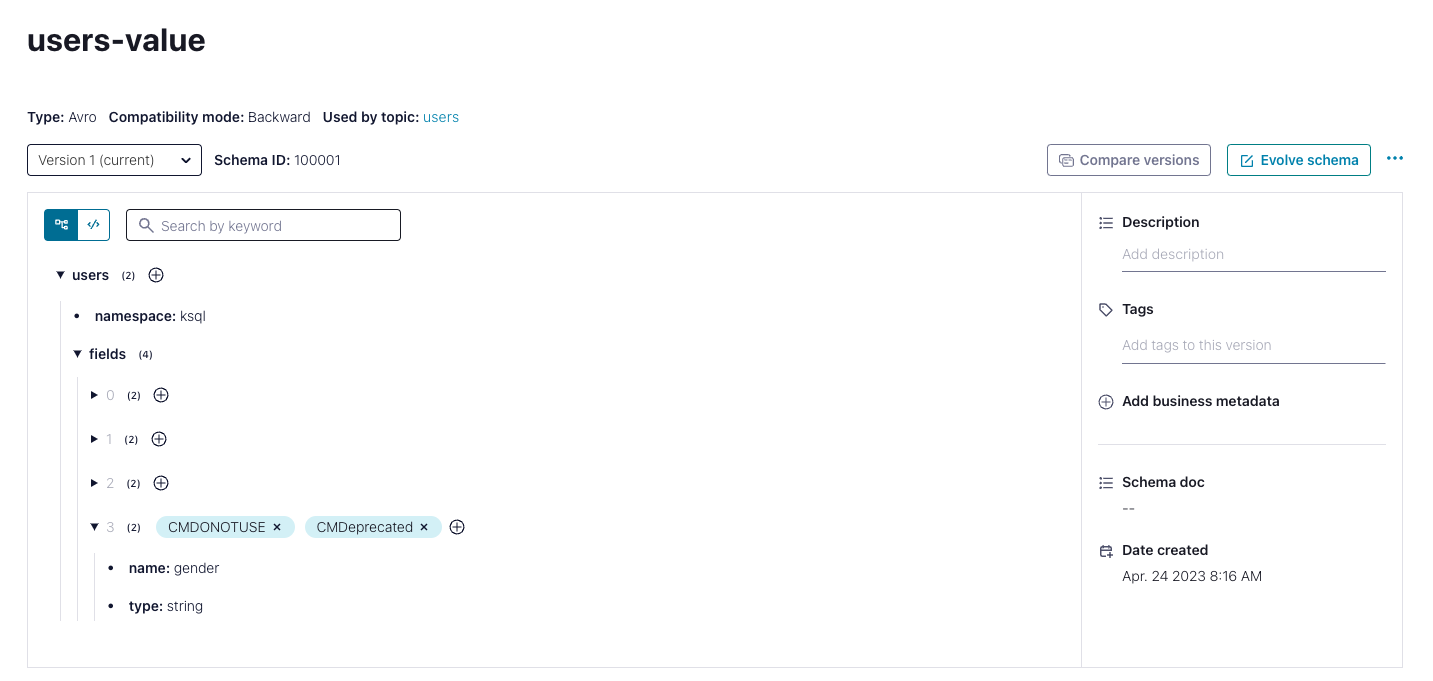 users-value
Type: Avro Compatibility mode: Backward Used by topic: users
Version 1 (current) Schema ID: 100001 Compare versions Evolve schema
Search by keyword
users (2)
namespace: ksql
fields (4)
0 (2)
1 (2)
2 (2)
3 (2) CMDONOTUSE × CMDeprecated ×
name: gender
type: string
Description
Add description
Tags
Add tags to this version
Add business metadata
Schema doc
--
Date created
Apr. 24 2023 8:16 AM